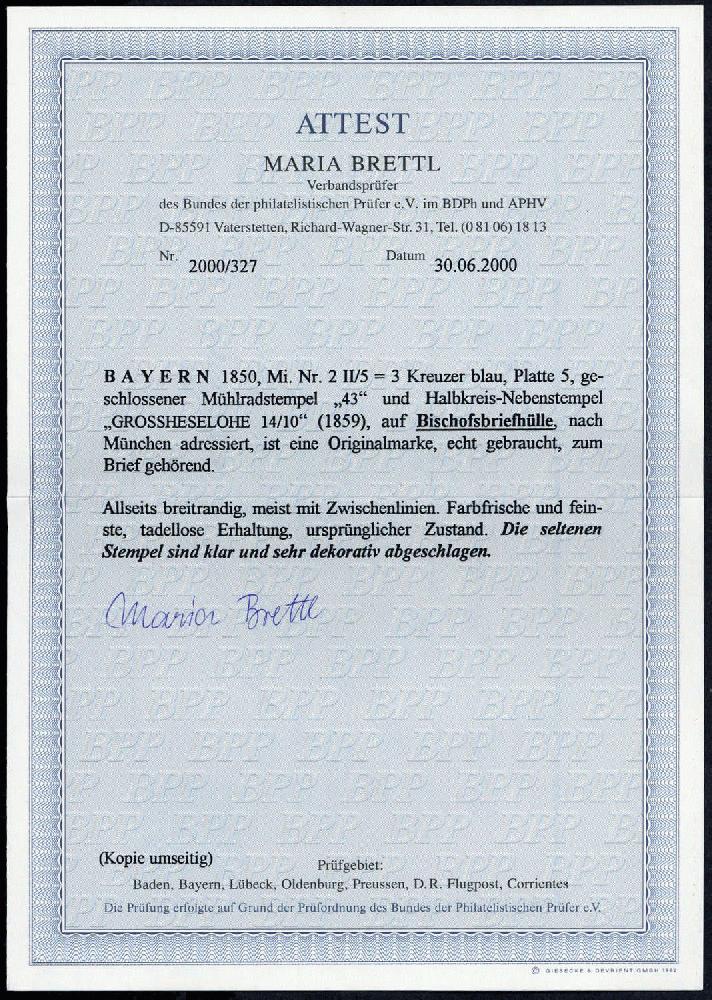 ATTEST
MARIA BRETTL
Verbandsprüfer
des Bundes der philatelistischen Prüfer e.V. im BDPh und APHV
D-85591 Vaterstetten, Richard-Wagner-Str. 31, Tel. (0 81 06) 18 13
Nr. 2000/327 Datum 30.06.2000
BAYERN 1850, Mi. Nr. 2 II/5 = 3 Kreuzer blau, Platte 5, ge-
schlossener Mühlradstempel „43“ und Halbkreis-Nebenstempel
„GROSSHESELOHE 14/10“ (1859), auf Bischofsbriefhülle, nach
München adressiert, ist eine Originalmarke, echt gebraucht, zum
Brief gehörend.
Allseits breitrandig, meist mit Zwischenlinien. Farbfrische und fein-
ste, tadellose Erhaltung, ursprünglicher Zustand. Die seltenen
Stempel sind klar und sehr dekorativ abgeschlagen.
Maria Brettl
(Kopie umseitig)
Prüfgebiet:
Baden, Bayern, Lübeck, Oldenburg, Preussen, D.R. Flugpost, Corrientes
Die Prüfung erfolgte auf Grund der Prüfordnung des Bundes der Philatelistischen Prüfer e.V.
© GIESECKE & DEVRIENT GMBH 1992